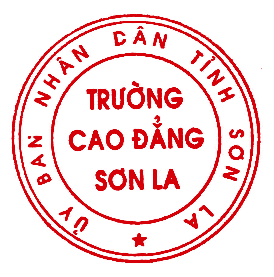 ỦY BAN NHÂN DÂN TỈNH SƠN LA
TRƯỜNG
CAO ĐẲNG
SƠN LA